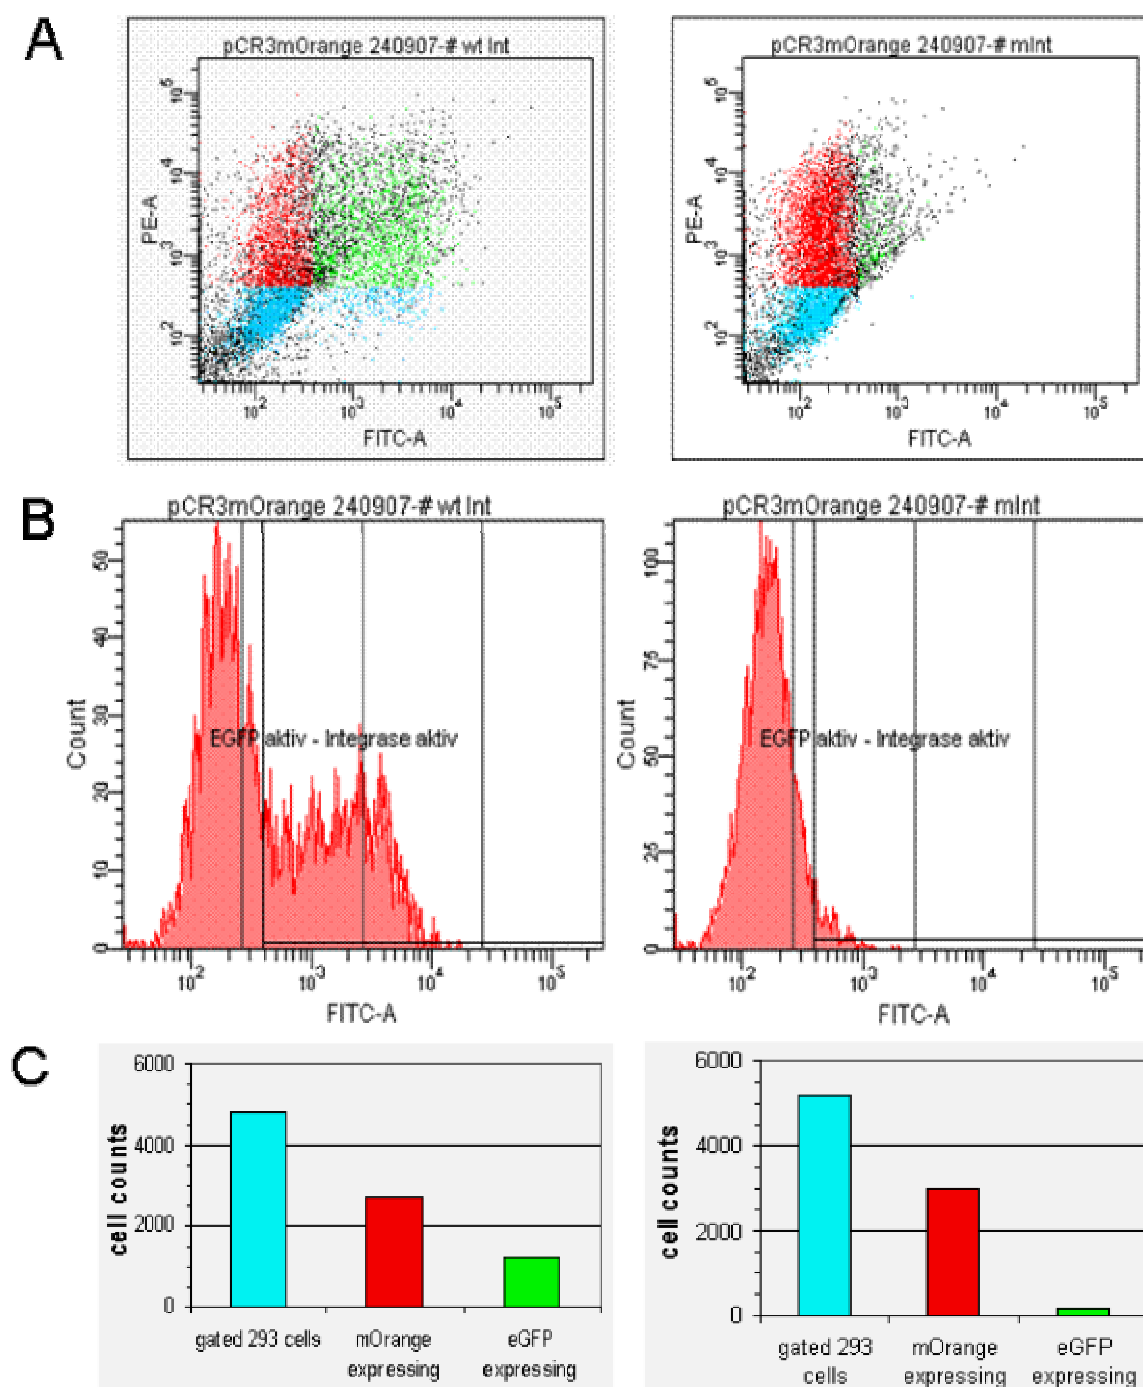 A
pCR3mOrange 240907-# wt Int
PE-A
10^5
10^4
10^3
10^2
10^2 10^3 10^4 10^5
FITC-A
pCR3mOrange 240907-# mInt
PE-A
10^5
10^4
10^3
10^2
10^2 10^3 10^4 10^5
FITC-A
B
pCR3mOrange 240907-# wt Int
Count
50
40
30
20
10
0
EGFP aktiv - Integrase aktiv
10^2 10^3 10^4 10^5
FITC-A
pCR3mOrange 240907-# mInt
Count
100
75
50
25
0
EGFP aktiv - Integrase aktiv
10^2 10^3 10^4 10^5
FITC-A
C
cell counts
6000
4000
2000
0
gated 293 cells
mOrange
expressing
eGFP
expressing
cell counts
6000
4000
2000
0
gated 293
cells
mOrange
expressing
eGFP
expressing